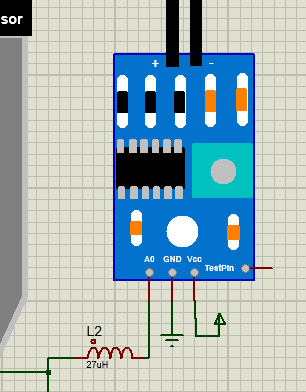 sor
+ -
A0 GND Vcc
TestPin
L2
27uH